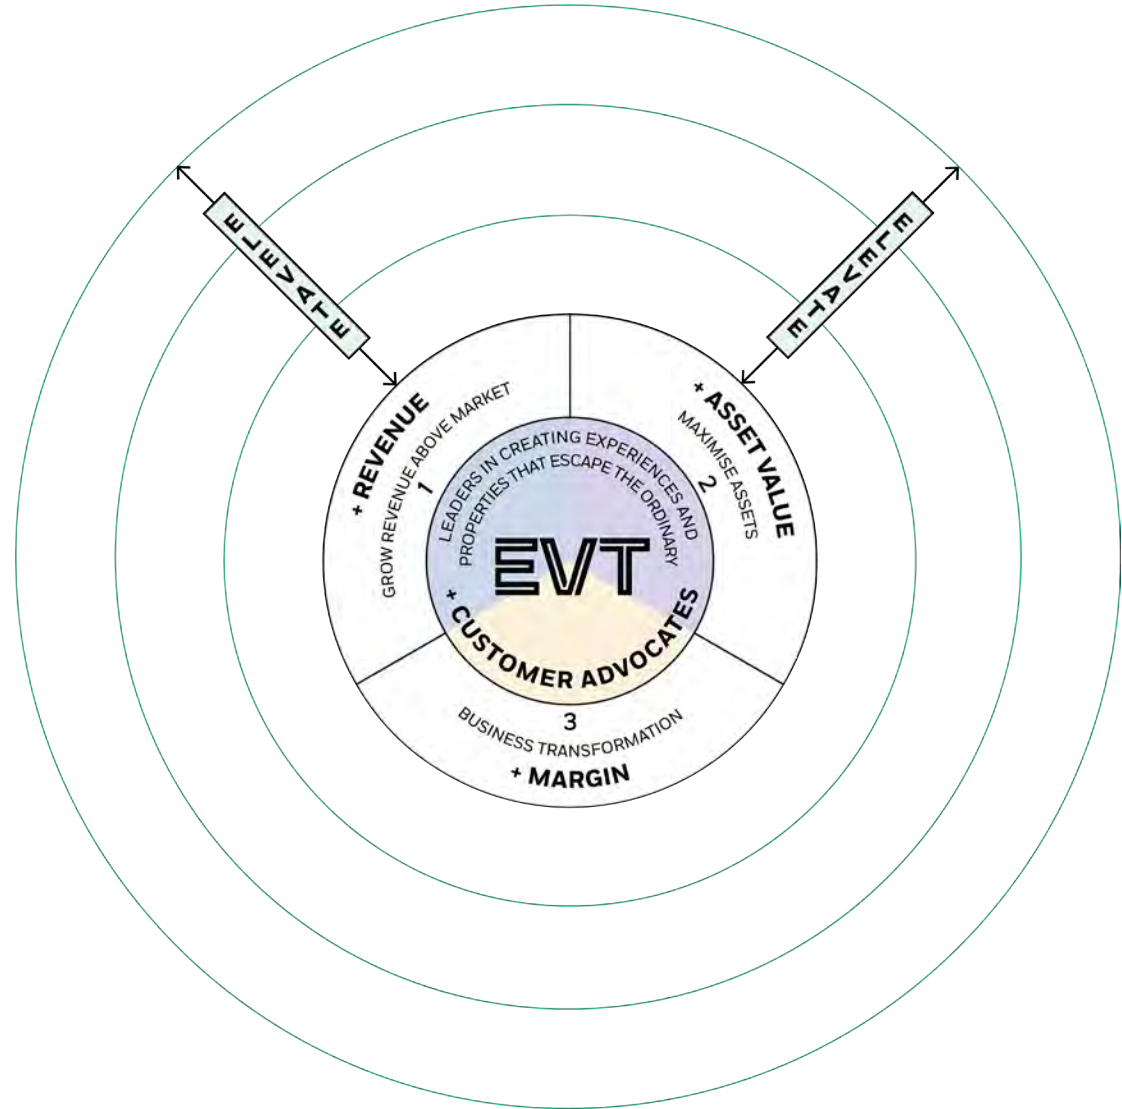 ELEVATE
ELEVATE
+ REVENUE
GROW REVENUE ABOVE MARKET
1
+ ASSET VALUE
MAXIMISE ASSETS
2
LEADERS IN CREATING EXPERIENCES AND
PROPERTIES THAT ESCAPE THE ORDINARY
EVT
+ CUSTOMER ADVOCATES
3
BUSINESS TRANSFORMATION
+ MARGIN